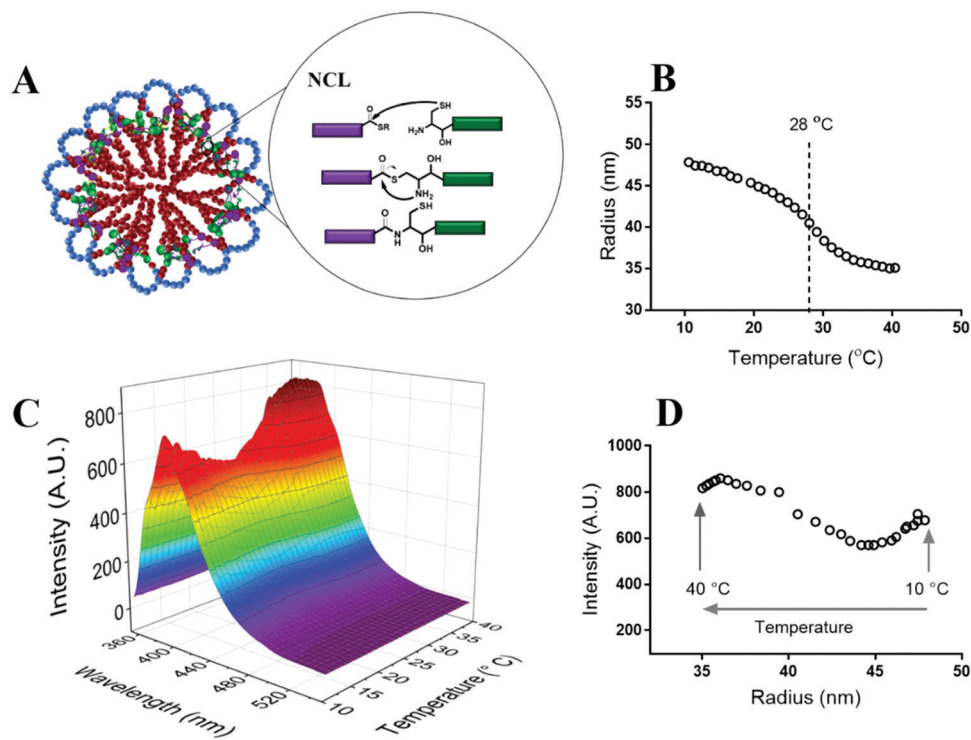 A
NCL
O
SR
SH
H₂N
OH
O
S
OH
NH₂
SH
O
N
H
OH
B
Radius (nm)
55
50
45
40
35
30
28 °C
10
20
30
40
50
Temperature (°C)
C
Intensity (A.U.)
800
600
400
200
0
360
400
440
480
520
Wavelength (nm)
10
15
20
25
30
35
40
Temperature (°C)
D
Intensity (A.U.)
1000
800
600
400
200
40 °C
10 °C
Temperature
35
40
45
50
Radius (nm)